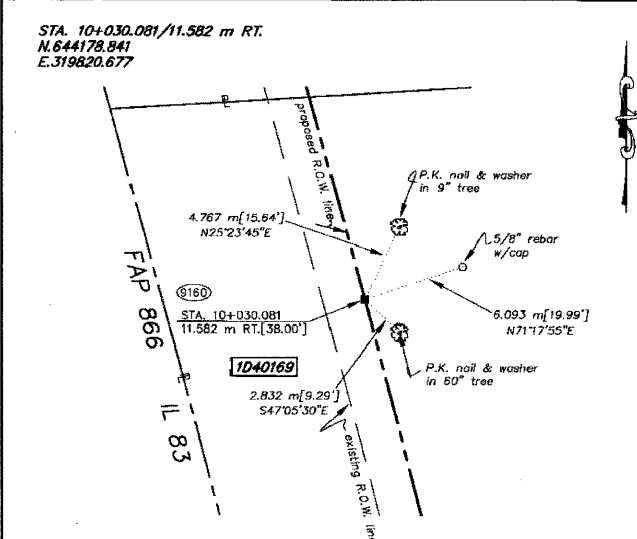 STA. 10+030.081/11.582 m RT.
N.644178.841
E.319820.677
proposed R.O.W. line
P.K. nail & washer
in 9" tree
4.767 m[15.64']
N25°23'45"E
5/8" rebar
w/cap
FAP 866
9160
STA. 10+030.081
11.582 m RT.[38.00']
6.093 m[19.99']
N71°17'55"E
1D40169
P.K. nail & washer
in 60" tree
2.832 m[9.29']
S47°05'30"E
IL 83
existing R.O.W. line